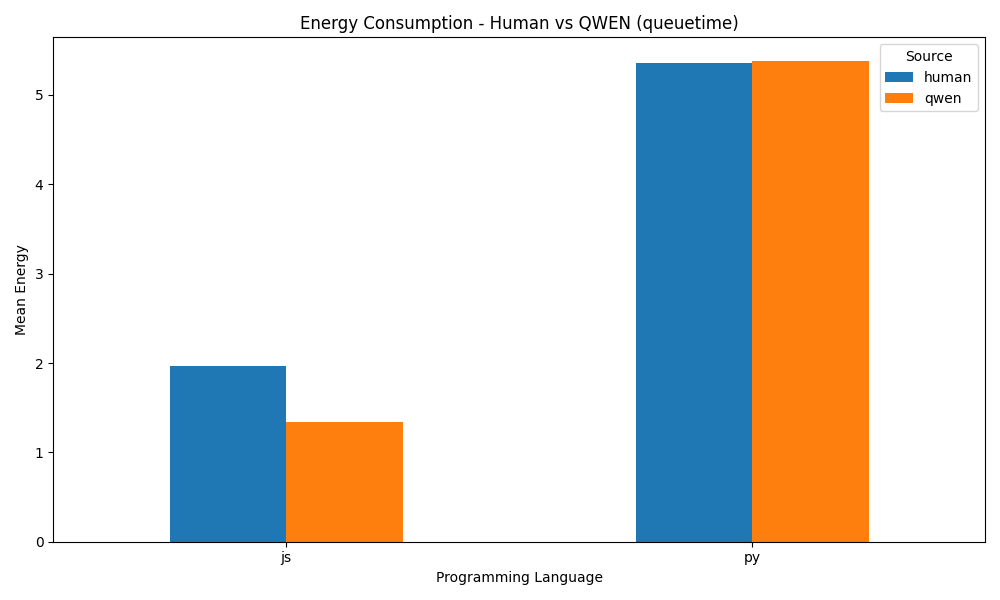 Energy Consumption - Human vs QWEN (queuetime)
Source
human
qwen
Mean Energy
5
4
3
2
1
0
js
py
Programming Language